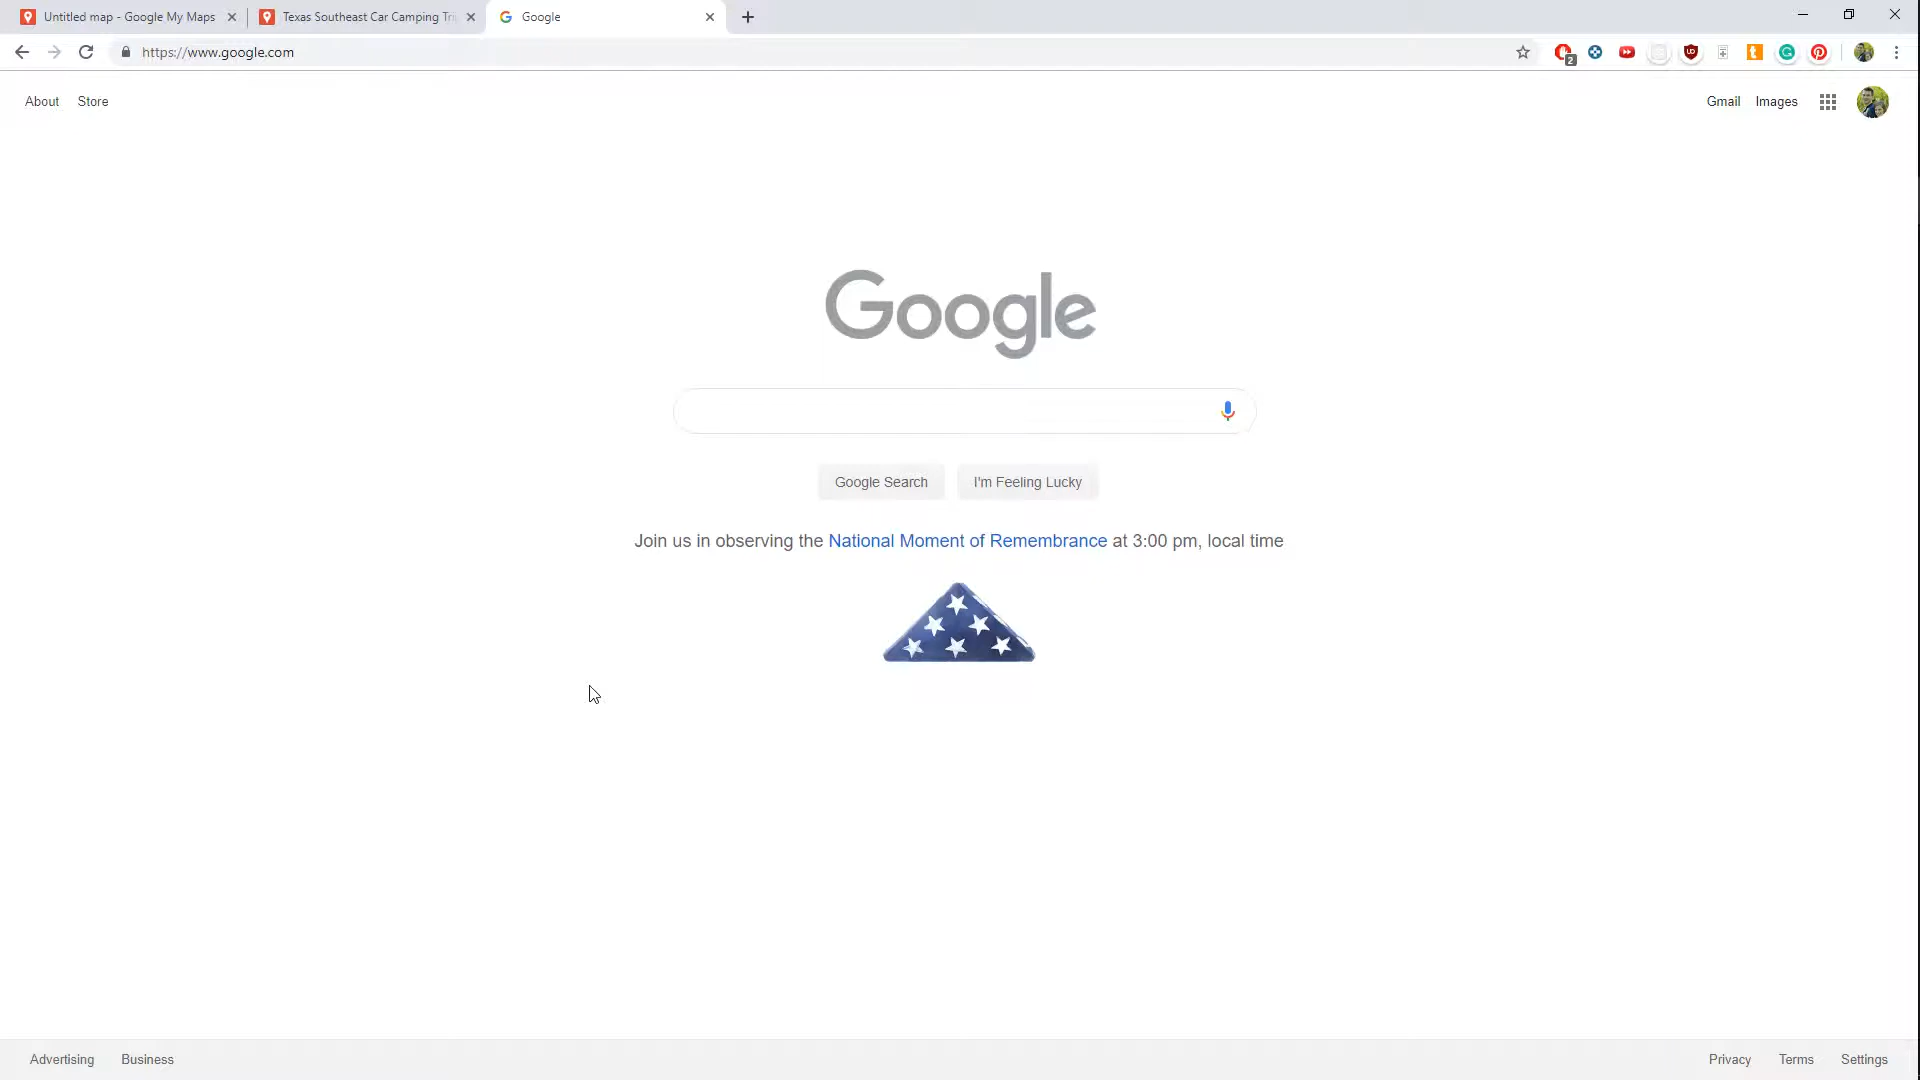 Untitled map - Google My Maps
Texas Southeast Car Camping Tri
Google
https://www.google.com
2
About Store
Gmail Images
Google
Google Search I'm Feeling Lucky
Join us in observing the National Moment of Remembrance at 3:00 pm, local time
Advertising Business
Privacy Terms Settings